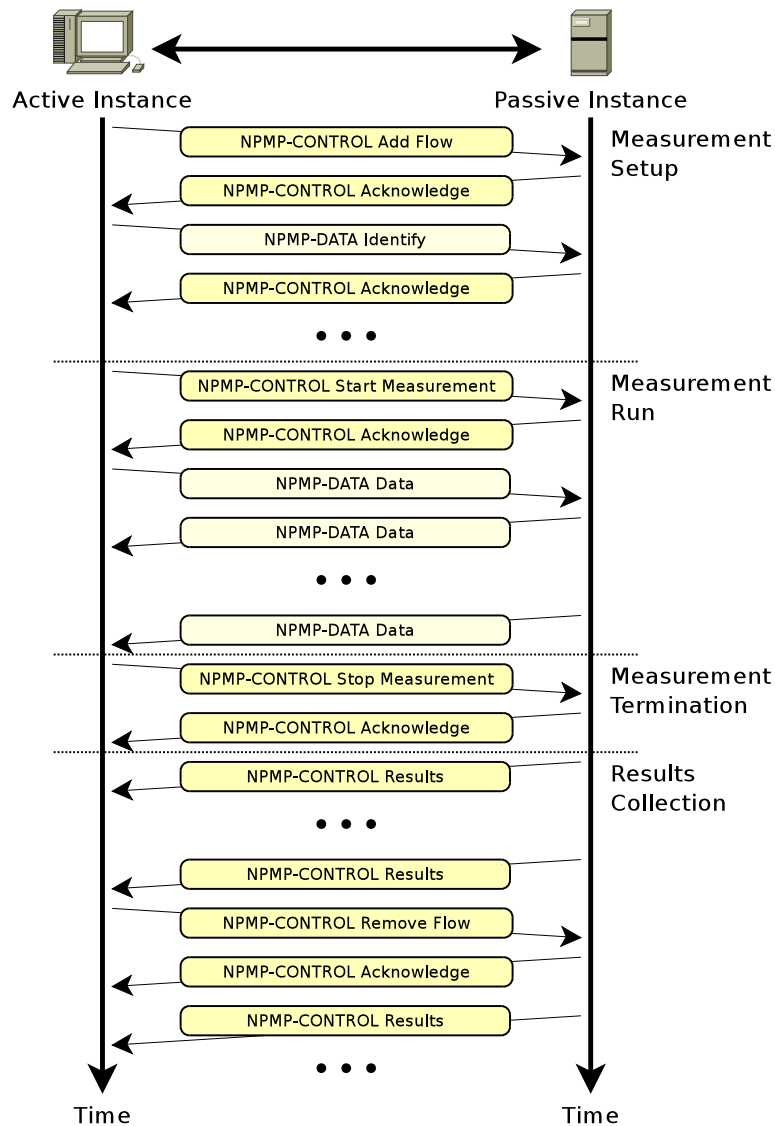 Active Instance
Passive Instance
NPMP-CONTROL Add Flow
Measurement
Setup
NPMP-CONTROL Acknowledge
NPMP-DATA Identify
NPMP-CONTROL Acknowledge
NPMP-CONTROL Start Measurement
Measurement
Run
NPMP-CONTROL Acknowledge
NPMP-DATA Data
NPMP-DATA Data
NPMP-DATA Data
NPMP-CONTROL Stop Measurement
Measurement
Termination
NPMP-CONTROL Acknowledge
NPMP-CONTROL Results
Results
Collection
NPMP-CONTROL Results
NPMP-CONTROL Remove Flow
NPMP-CONTROL Acknowledge
NPMP-CONTROL Results
Time
Time